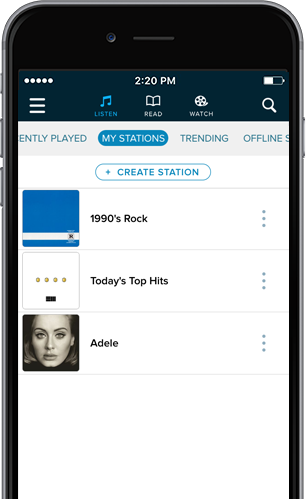 2:20 PM
LISTEN READ WATCH
ENTLY PLAYED MY STATIONS TRENDING OFFLINE S
+ CREATE STATION
1990's Rock
Today's Top Hits
Adele